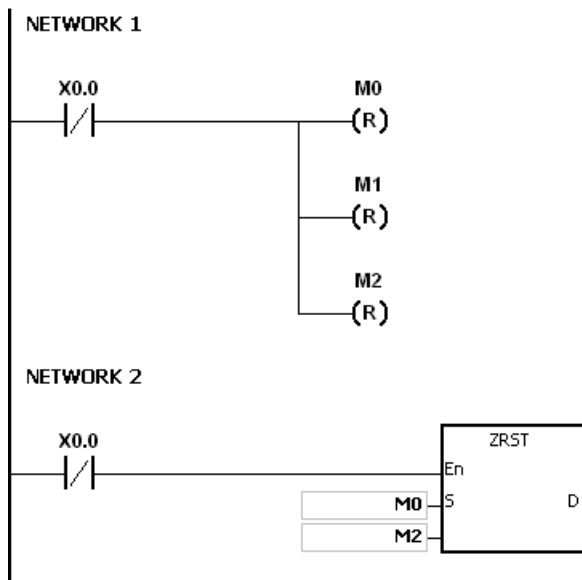 NETWORK 1
X0.0
M0
(R)
M1
(R)
M2
(R)
NETWORK 2
X0.0
ZRST
En
M0 S D
M2